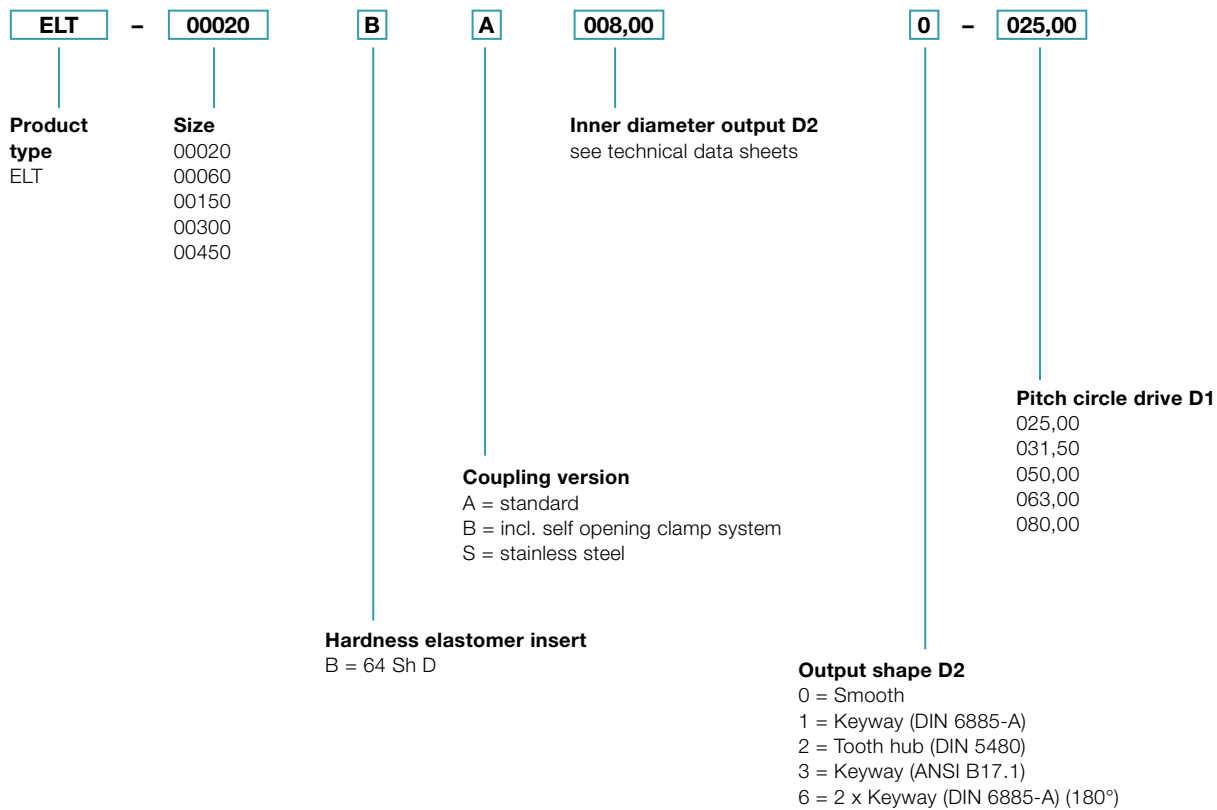 ELT – 00020 B A 008,00 0 – 025,00
Product
type
ELT
Size
00020
00060
00150
00300
00450
Inner diameter output D2
see technical data sheets
Pitch circle drive D1
025,00
031,50
050,00
063,00
080,00
Coupling version
A = standard
B = incl. self opening clamp system
S = stainless steel
Hardness elastomer insert
B = 64 Sh D
Output shape D2
0 = Smooth
1 = Keyway (DIN 6885-A)
2 = Tooth hub (DIN 5480)
3 = Keyway (ANSI B17.1)
6 = 2 x Keyway (DIN 6885-A) (180°)